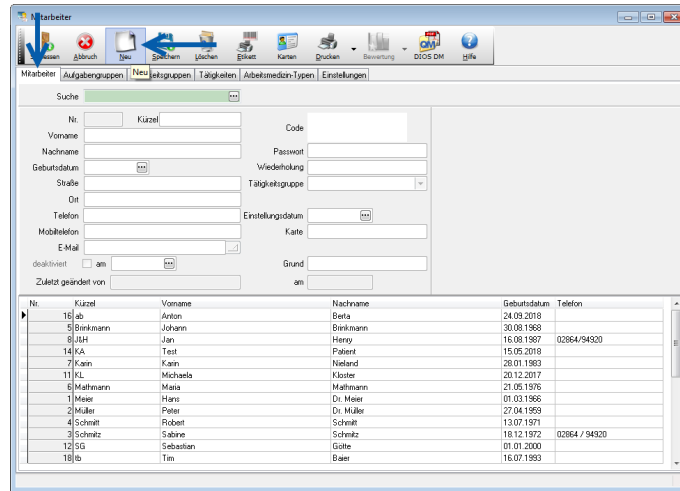 Mitarbeiter
Abbruch Neu Speichern Löschen Etikett Karten Drucken Bewertung DIOS DM Hilfe
Mitarbeiter Aufgabengruppen Neu Tätigkeiten Arbeitsmedizin-Typen Einstellungen
Suche
Nr. Kürzel Code
Vorname
Nachname Passwort
Geburtsdatum Wiederholung
Straße Tätigkeitsgruppe
Ort
Telefon Einstellungsdatum
Mobiltelefon Karte
E-Mail
deaktiviert am Grund
Zuletzt geändert von am
Nr. Kürzel Vorname Nachname Geburtsdatum Telefon
16 ab Anton Berta 24.09.2018
5 Brinkmann Johann Brinkmann 30.08.1968
8 J&H Jan Henry 16.08.1987 02864/94920
14 KA Test Patient 15.05.2018
7 Karin Karin Nieland 28.01.1983
11 KL Michaela Kloster 20.12.2017
6 Mathmann Maria Mathmann 21.05.1976
1 Meier Hans Dr. Meier 01.03.1966
2 Müller Peter Dr. Müller 27.04.1959
4 Schmitt Robert Schmitt 13.07.1971
3 Schmitz Sabine Schmitz 18.12.1972 02864 / 94920
12 SG Sebastian Götte 01.01.2000
18 tb Tim Baier 16.07.1993